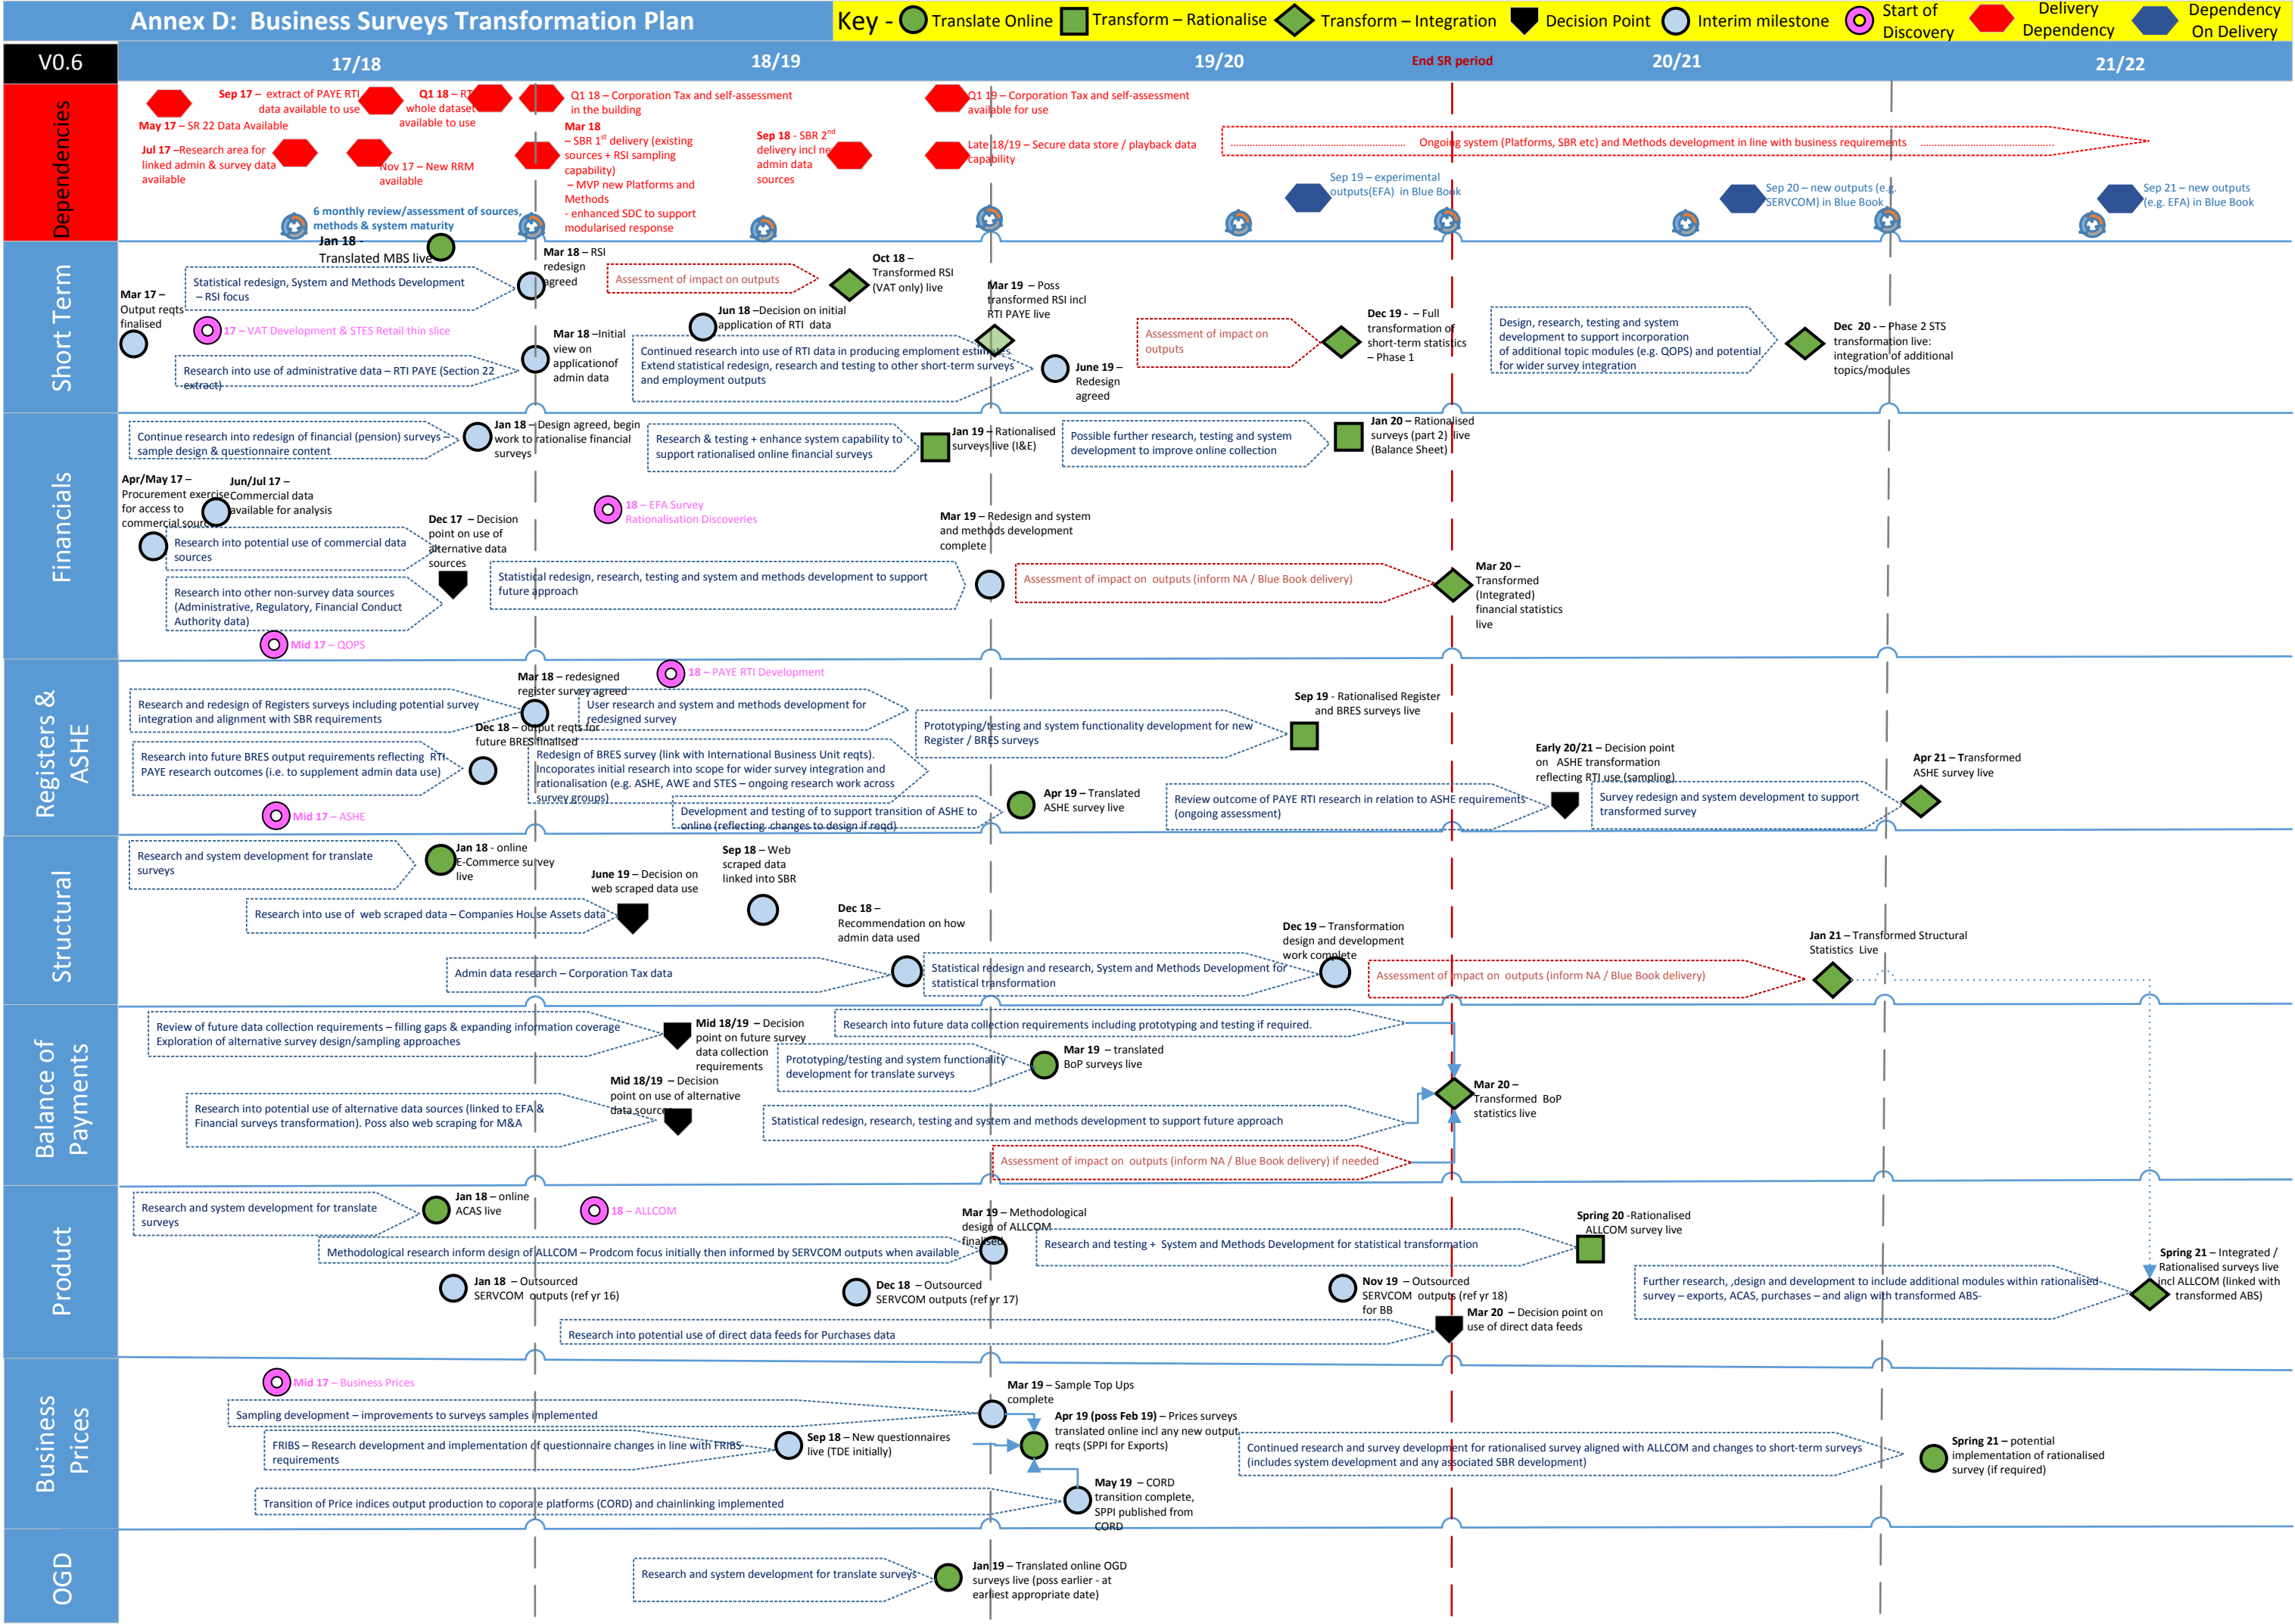 Annex D: Business Surveys Transformation Plan
Key -
Translate Online
Transform – Rationalise
Transform – Integration
Decision Point
Interim milestone
Start of
Discovery
Delivery
Dependency
Dependency
On Delivery
V0.6
17/18
18/19
19/20
End SR period
20/21
21/22
Dependencies
Sep 17 – extract of PAYE RTI
data available to use
May 17 – SR 22 Data Available
Jul 17 –Research area for
linked admin & survey data
available
Nov 17 – New RRM
available
Q1 18 – RT
whole dataset
available to use
Q1 18 – Corporation Tax and self-assessment
in the building
Mar 18
– SBR 1st delivery (existing
sources + RSI sampling
capability)
– MVP new Platforms and
Methods
- enhanced SDC to support
modularised response
Sep 18 - SBR 2nd
delivery incl ne
admin data
sources
Q1 19 – Corporation Tax and self-assessment
available for use
Late 18/19 – Secure data store / playback data
capability
Ongoing system (Platforms, SBR etc) and Methods development in line with business requirements
Sep 19 – experimental
outputs(EFA) in Blue Book
Sep 20 – new outputs (e.g.
SERVCOM) in Blue Book
Sep 21 – new outputs
(e.g. EFA) in Blue Book
6 monthly review/assessment of sources,
methods & system maturity
Short Term
Jan 18 -
Translated MBS live
Mar 17 –
Output reqts
finalised
Statistical redesign, System and Methods Development
– RSI focus
17 – VAT Development & STES Retail thin slice
Research into use of administrative data – RTI PAYE (Section 22
extract)
Mar 18 – RSI
redesign
agreed
Mar 18 –Initial
view on
applicationof
admin data
Assessment of impact on outputs
Jun 18 –Decision on initial
application of RTI data
Oct 18 –
Transformed RSI
(VAT only) live
Continued research into use of RTI data in producing emploment estimates.
Extend statistical redesign, research and testing to other short-term surveys
and employment outputs
Mar 19 – Poss
transformed RSI incl
RTI PAYE live
June 19 –
Redesign
agreed
Assessment of impact on
outputs
Dec 19 - – Full
transformation of
short-term statistics
– Phase 1
Design, research, testing and system
development to support incorporation
of additional topic modules (e.g. QOPS) and potential
for wider survey integration
Dec 20 - – Phase 2 STS
transformation live:
integration of additional
topics/modules
Financials
Continue research into redesign of financial (pension) surveys –
sample design & questionnaire content
Jan 18 – Design agreed, begin
work to rationalise financial
surveys
Research & testing + enhance system capability to
support rationalised online financial surveys
Jan 19 – Rationalised
surveys live (I&E)
Possible further research, testing and system
development to improve online collection
Jan 20 – Rationalised
surveys (part 2) live
(Balance Sheet)
Apr/May 17 –
Procurement exercise
for access to
commercial sources
Jun/Jul 17 –
Commercial data
available for analysis
Research into potential use of commercial data
sources
Research into other non-survey data sources
(Administrative, Regulatory, Financial Conduct
Authority data)
Dec 17 – Decision
point on use of
alternative data
sources
18 – EFA Survey
Rationalisation Discoveries
Statistical redesign, research, testing and system and methods development to support
future approach
Mar 19 – Redesign and system
and methods development
complete
Assessment of impact on outputs (inform NA / Blue Book delivery)
Mar 20 –
Transformed
(Integrated)
financial statistics
live
Mid 17 – QOPS
Registers &
ASHE
Research and redesign of Registers surveys including potential survey
integration and alignment with SBR requirements
Mar 18 – redesigned
register survey agreed
18 – PAYE RTI Development
User research and system and methods development for
redesigned survey
Prototyping/testing and system functionality development for new
Register / BRES surveys
Sep 19 - Rationalised Register
and BRES surveys live
Research into future BRES output requirements reflecting RTI
PAYE research outcomes (i.e. to supplement admin data use)
Dec 18 – output reqts for
future BRES finalised
Redesign of BRES survey (link with International Business Unit reqts).
Incoporates initial research into scope for wider survey integration and
rationalisation (e.g. ASHE, AWE and STES – ongoing research work across
survey groups)
Mid 17 – ASHE
Development and testing of to support transition of ASHE to
online (reflecting changes to design if reqd)
Apr 19 – Translated
ASHE survey live
Review outcome of PAYE RTI research in relation to ASHE requirements
(ongoing assessment)
Early 20/21 – Decision point
on ASHE transformation
reflecting RTI use (sampling)
Survey redesign and system development to support
transformed survey
Apr 21 – Transformed
ASHE survey live
Structural
Research and system development for translate
surveys
Jan 18 - online
E-Commerce survey
live
Research into use of web scraped data – Companies House Assets data
June 19 – Decision on
web scraped data use
Sep 18 – Web
scraped data
linked into SBR
Admin data research – Corporation Tax data
Dec 18 –
Recommendation on how
admin data used
Statistical redesign and research, System and Methods Development for
statistical transformation
Dec 19 – Transformation
design and development
work complete
Assessment of impact on outputs (inform NA / Blue Book delivery)
Jan 21 – Transformed Structural
Statistics Live
Balance of
Payments
Review of future data collection requirements – filling gaps & expanding information coverage
Exploration of alternative survey design/sampling approaches
Mid 18/19 – Decision
point on future survey
data collection
requirements
Research into future data collection requirements including prototyping and testing if required.
Prototyping/testing and system functionality
development for translate surveys
Mar 19 – translated
BoP surveys live
Research into potential use of alternative data sources (linked to EFA &
Financial surveys transformation). Poss also web scraping for M&A
Mid 18/19 – Decision
point on use of alternative
data sources
Statistical redesign, research, testing and system and methods development to support future approach
Assessment of impact on outputs (inform NA / Blue Book delivery) if needed
Mar 20 –
Transformed BoP
statistics live
Product
Research and system development for translate
surveys
Jan 18 – online
ACAS live
18 – ALLCOM
Methodological research inform design of ALLCOM – Prodcom focus initially then informed by SERVCOM outputs when available
Mar 19 – Methodological
design of ALLCOM
finalised
Research and testing + System and Methods Development for statistical transformation
Spring 20 -Rationalised
ALLCOM survey live
Jan 18 – Outsourced
SERVCOM outputs (ref yr 16)
Dec 18 – Outsourced
SERVCOM outputs (ref yr 17)
Nov 19 – Outsourced
SERVCOM outputs (ref yr 18)
for BB
Research into potential use of direct data feeds for Purchases data
Mar 20 – Decision point on
use of direct data feeds
Further research, ,design and development to include additional modules within rationalised
survey – exports, ACAS, purchases – and align with transformed ABS-
Spring 21 – Integrated /
Rationalised surveys live
incl ALLCOM (linked with
transformed ABS)
Business
Prices
Mid 17 – Business Prices
Sampling development – improvements to surveys samples implemented
Mar 19 – Sample Top Ups
complete
FRIBS – Research development and implementation of questionnaire changes in line with FRIBS
requirements
Sep 18 – New questionnaires
live (TDE initially)
Apr 19 (poss Feb 19) – Prices surveys
translated online incl any new output
reqts (SPPI for Exports)
Transition of Price indices output production to coporate platforms (CORD) and chainlinking implemented
May 19 – CORD
transition complete,
SPPI published from
CORD
Continued research and survey development for rationalised survey aligned with ALLCOM and changes to short-term surveys
(includes system development and any associated SBR development)
Spring 21 – potential
implementation of rationalised
survey (if required)
OGD
Research and system development for translate surveys
Jan 19 – Translated online OGD
surveys live (poss earlier - at
earliest appropriate date)